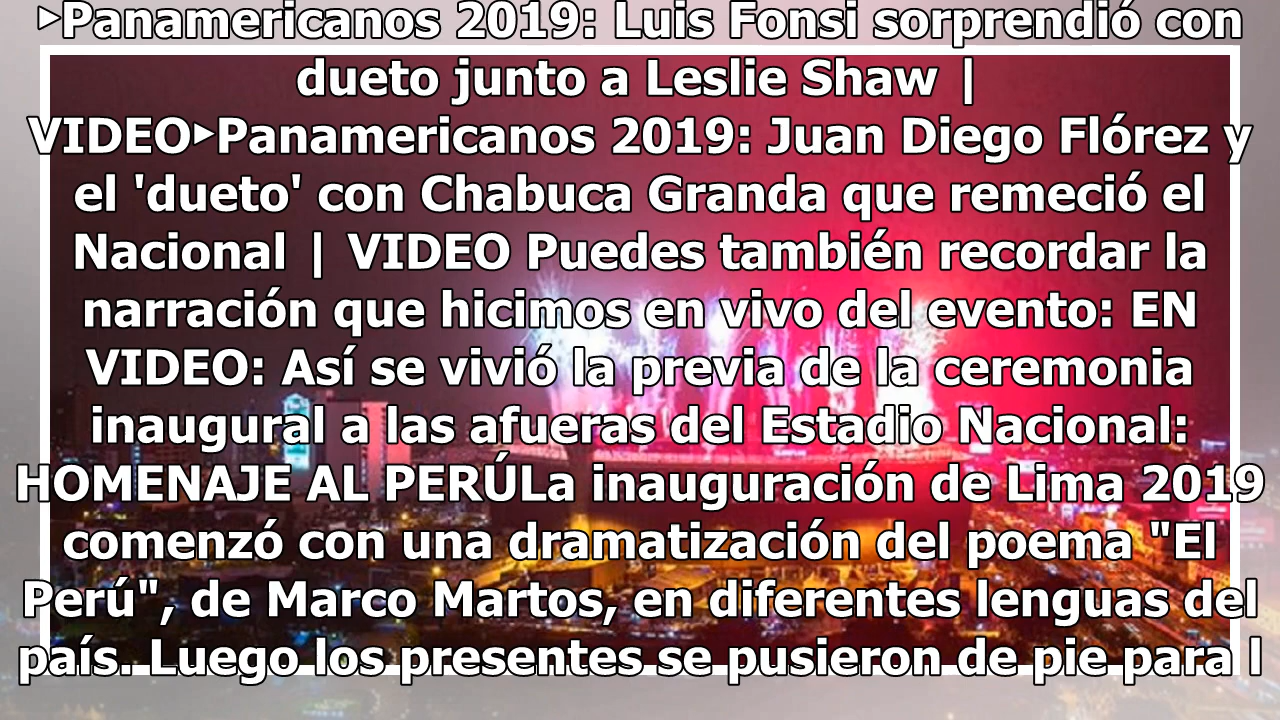 ▸Panamericanos 2019: Luis Fonsi sorprendió con
dueto junto a Leslie Shaw |
VIDEO▸Panamericanos 2019: Juan Diego Flórez y
el 'dueto' con Chabuca Granda que remeció el
Nacional | VIDEO Puedes también recordar la
narración que hicimos en vivo del evento: EN
VIDEO: Así se vivió la previa de la ceremonia
inaugural a las afueras del Estadio Nacional:
HOMENAJE AL PERÚLa inauguración de Lima 2019
comenzó con una dramatización del poema "El
Perú", de Marco Martos, en diferentes lenguas del
país. Luego los presentes se pusieron de pie para l